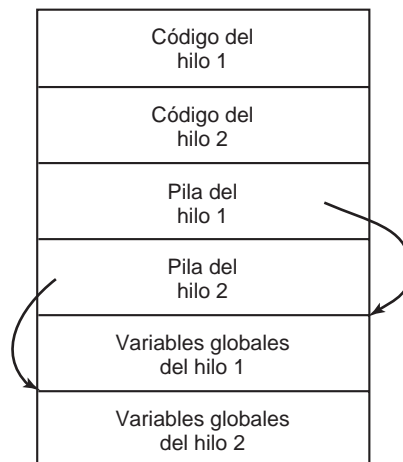 Código del
hilo 1
Código del
hilo 2
Pila del
hilo 1
Pila del
hilo 2
Variables globales
del hilo 1
Variables globales
del hilo 2